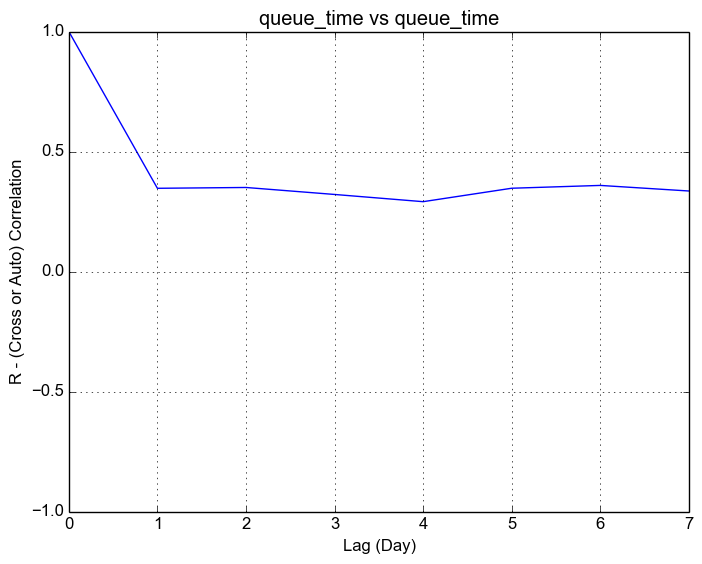 queue_time vs queue_time
1.0
0.5
0.0
−0.5
−1.0
R - (Cross or Auto) Correlation
0 1 2 3 4 5 6 7
Lag (Day)